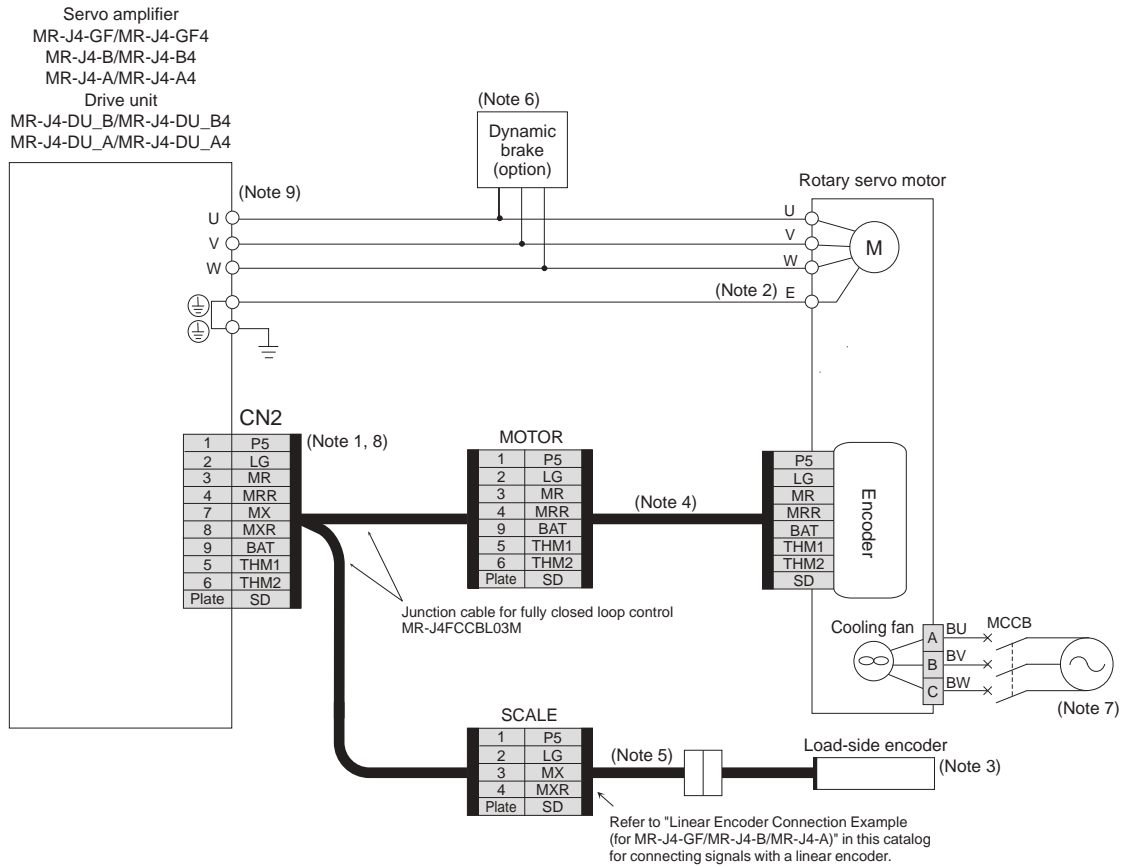 Servo amplifier
MR-J4-GF/MR-J4-GF4
MR-J4-B/MR-J4-B4
MR-J4-A/MR-J4-A4
Drive unit
MR-J4-DU_B/MR-J4-DU_B4
MR-J4-DU_A/MR-J4-DU_A4
(Note 6)
Dynamic
brake
(option)
Rotary servo motor
(Note 9)
U
V
W
U
V
W
M
(Note 2) E
CN2
(Note 1, 8)
1 P5
2 LG
3 MR
4 MRR
7 MX
8 MXR
9 BAT
5 THM1
6 THM2
Plate SD
MOTOR
1 P5
2 LG
3 MR
4 MRR
9 BAT
5 THM1
6 THM2
Plate SD
(Note 4)
P5
LG
MR
MRR
BAT
THM1
THM2
SD
Encoder
Junction cable for fully closed loop control
MR-J4FCCBL03M
Cooling fan
A BU
B BV
C BW
MCCB
(Note 7)
SCALE
1 P5
2 LG
3 MX
4 MXR
Plate SD
(Note 5)
Load-side encoder
(Note 3)
Refer to "Linear Encoder Connection Example
(for MR-J4-GF/MR-J4-B/MR-J4-A)" in this catalog
for connecting signals with a linear encoder.